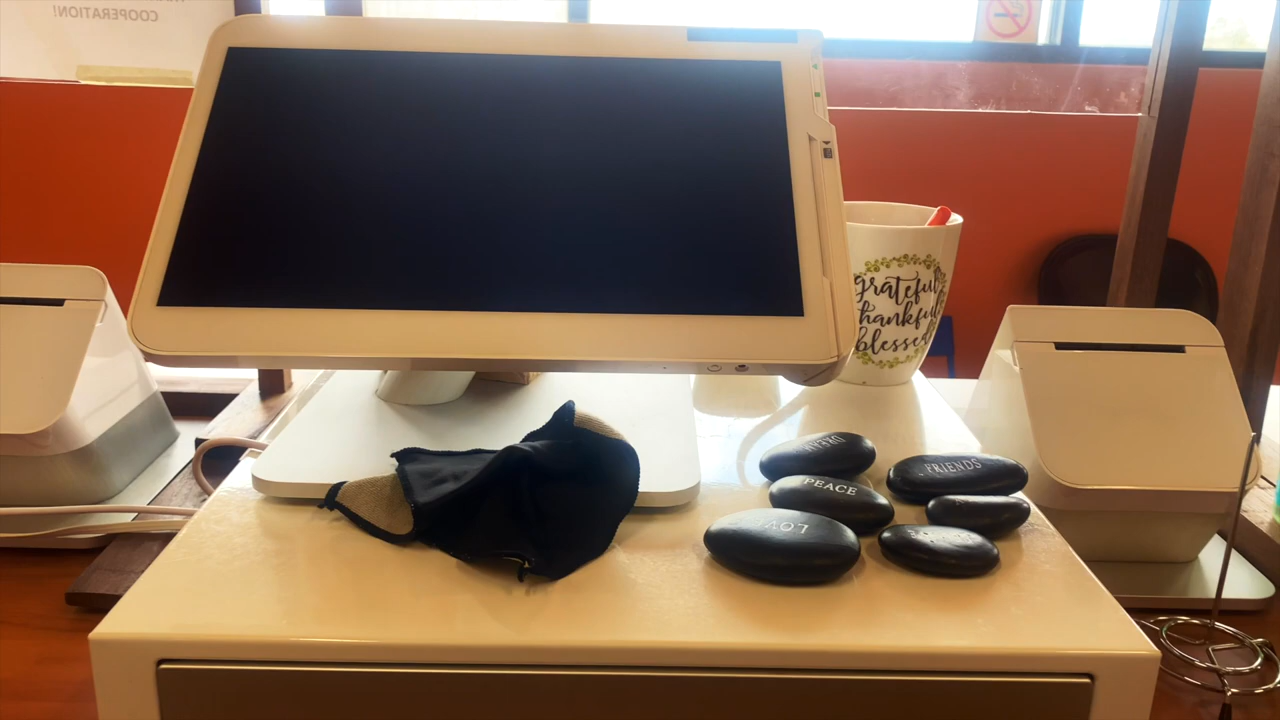 COOPERATION!
grateful
thankful
blessed
DREAM
FRIENDS
PEACE
LOVE